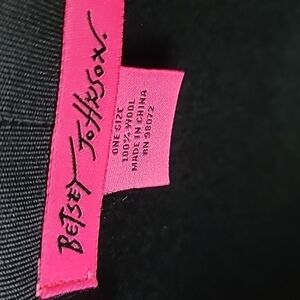 BETSEY JOHNSON.
ONE SIZE
100% WOOL
MADE IN CHINA
RN 98072